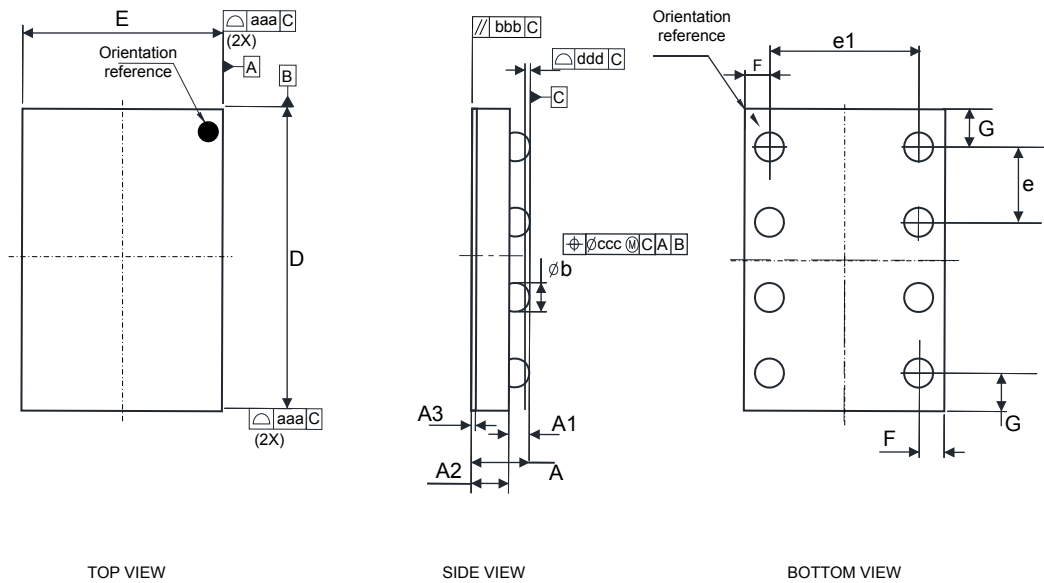 E
⌓ aaa C
(2X)
Orientation
reference
A
B
D
⌓ aaa C
(2X)
// bbb C
⌓ ddd C
C
⌖ Øccc Ⓜ C A B
Øb
A3
A1
A2
A
Orientation
reference
e1
F
G
e
G
F
TOP VIEW
SIDE VIEW
BOTTOM VIEW